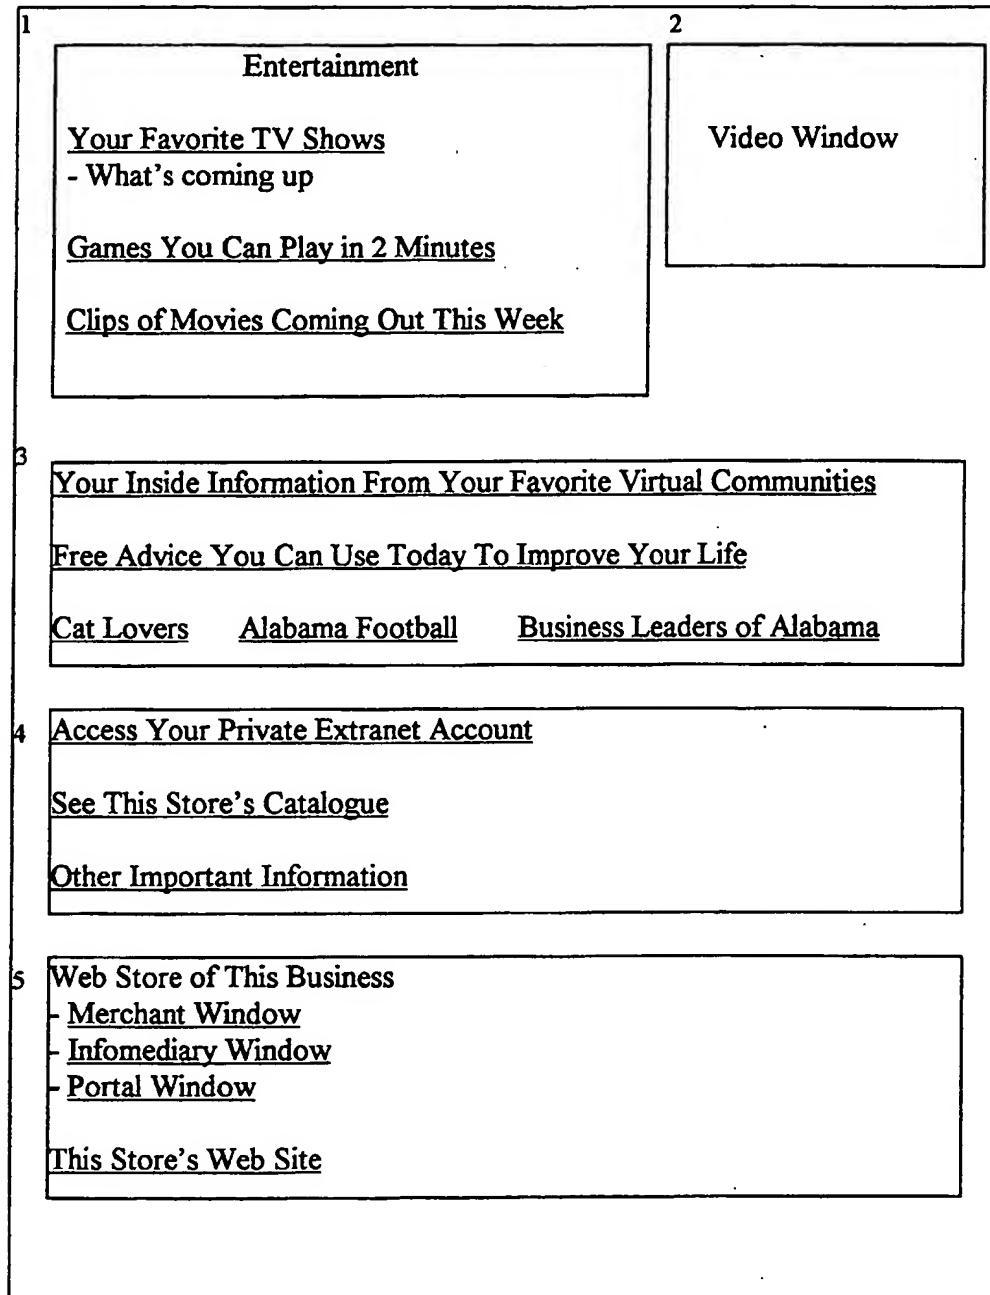 1
Entertainment
Your Favorite TV Shows
- What's coming up
Games You Can Play in 2 Minutes
Clips of Movies Coming Out This Week
2
Video Window
3
Your Inside Information From Your Favorite Virtual Communities
Free Advice You Can Use Today To Improve Your Life
Cat Lovers Alabama Football Business Leaders of Alabama
4
Access Your Private Extranet Account
See This Store's Catalogue
Other Important Information
5
Web Store of This Business
- Merchant Window
- Infomediary Window
- Portal Window
This Store's Web Site